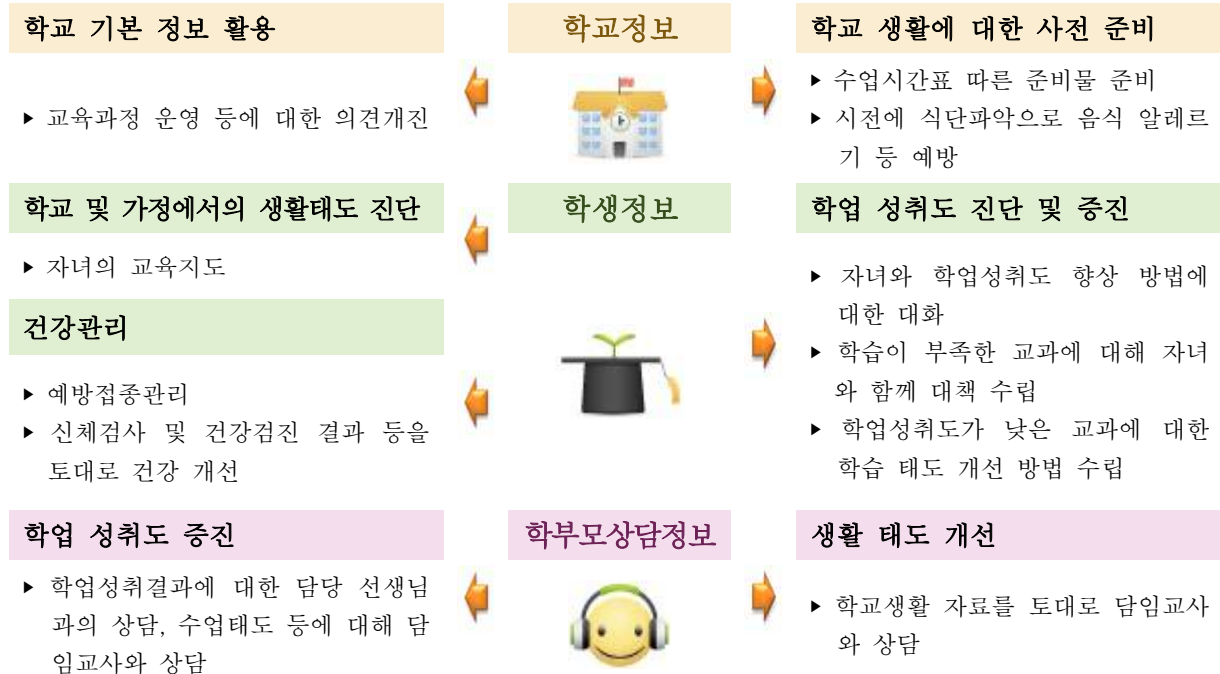 학교 기본 정보 활용
▸ 교육과정 운영 등에 대한 의견개진
학교정보
학교 생활에 대한 사전 준비
▸ 수업시간표 따른 준비물 준비
▸ 시전에 식단파악으로 음식 알레르
기 등 예방
학교 및 가정에서의 생활태도 진단
▸ 자녀의 교육지도
건강관리
▸ 예방접종관리
▸ 신체검사 및 건강검진 결과 등을
토대로 건강 개선
학생정보
학업 성취도 진단 및 증진
▸ 자녀와 학업성취도 향상 방법에
대한 대화
▸ 학습이 부족한 교과에 대해 자녀
와 함께 대책 수립
▸ 학업성취도가 낮은 교과에 대한
학습 태도 개선 방법 수립
학업 성취도 증진
▸ 학업성취결과에 대한 담당 선생님
과의 상담, 수업태도 등에 대해 담
임교사와 상담
학부모상담정보
생활 태도 개선
▸ 학교생활 자료를 토대로 담임교사
와 상담